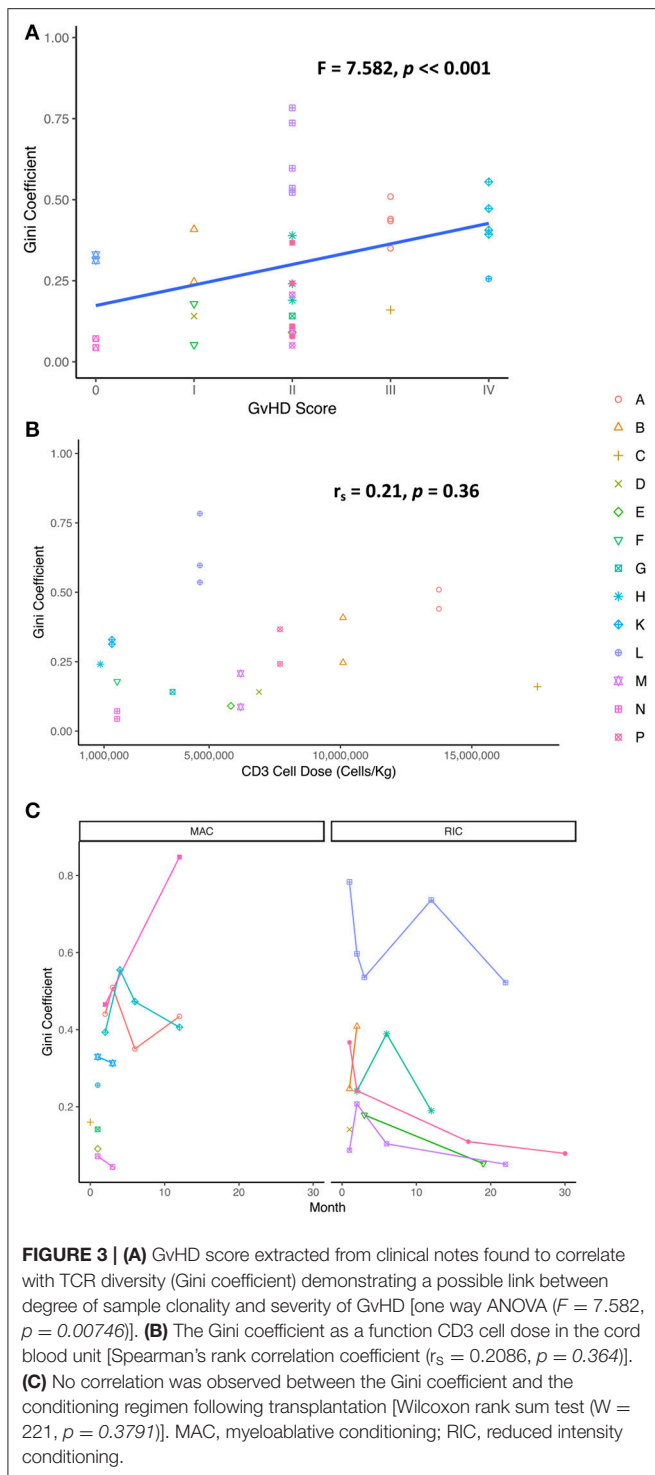 A
F = 7.582, p << 0.001
1.00
0.75
0.50
0.25
0.00
Gini Coefficient
0
I
II
III
IV
GvHD Score
B
r_s = 0.21, p = 0.36
1.00
0.75
0.50
0.25
0.00
Gini Coefficient
1,000,000
5,000,000
10,000,000
15,000,000
CD3 Cell Dose (Cells/Kg)
A
B
C
D
E
F
G
H
K
L
M
N
P
C
MAC
RIC
0.8
0.6
0.4
0.2
Gini Coefficient
0
10
20
30
0
10
20
30
Month
FIGURE 3 | (A) GvHD score extracted from clinical notes found to correlate
with TCR diversity (Gini coefficient) demonstrating a possible link between
degree of sample clonality and severity of GvHD [one way ANOVA (F = 7.582,
p = 0.00746)]. (B) The Gini coefficient as a function CD3 cell dose in the cord
blood unit [Spearman's rank correlation coefficient (r_s = 0.2086, p = 0.364)].
(C) No correlation was observed between the Gini coefficient and the
conditioning regimen following transplantation [Wilcoxon rank sum test (W =
221, p = 0.3791)]. MAC, myeloablative conditioning; RIC, reduced intensity
conditioning.